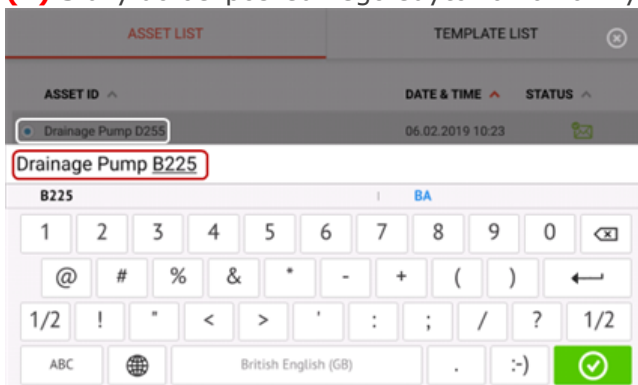 ASSET LIST TEMPLATE LIST
ASSET ID DATE & TIME STATUS
Drainage Pump D255 06.02.2019 10:23
Drainage Pump B225
B225 BA
1 2 3 4 5 6 7 8 9 0
@ # % & * - + ( )
1/2 ! " < > ' : ; / ? 1/2
ABC British English (GB) . :-)